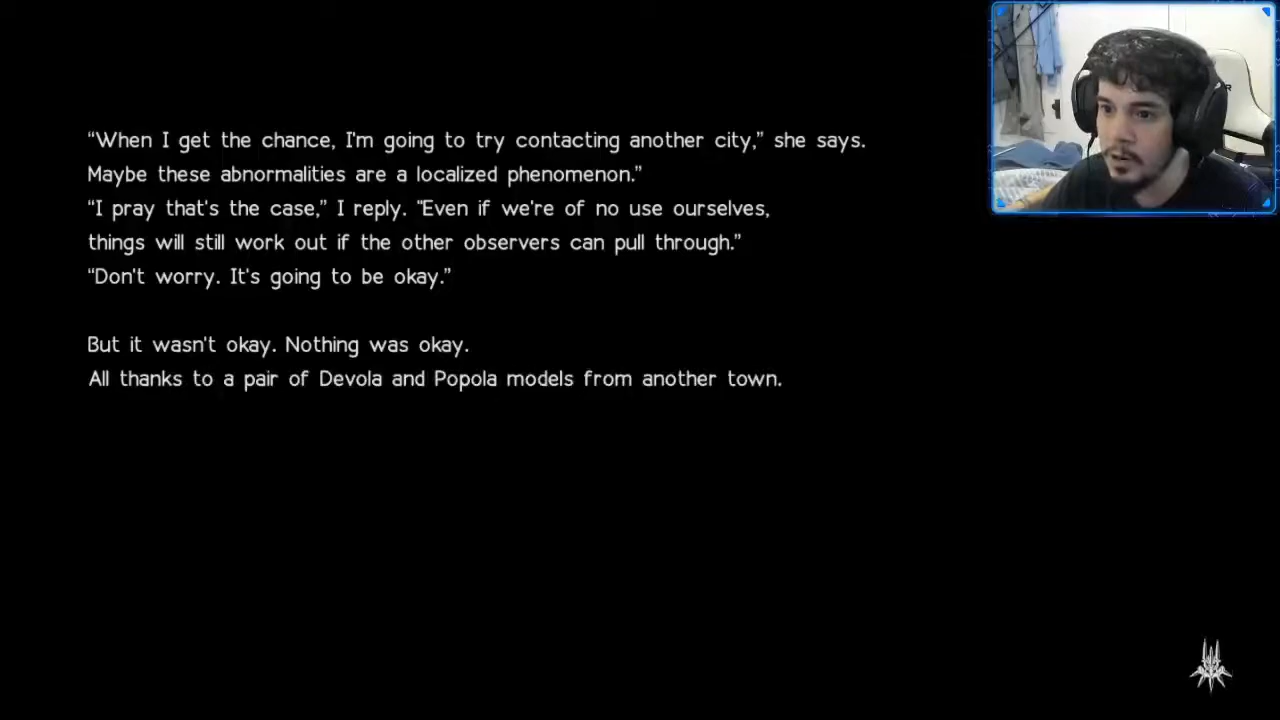 “When I get the chance, I'm going to try contacting another city,” she says.
Maybe these abnormalities are a localized phenomenon.”
“I pray that's the case,” I reply. “Even if we're of no use ourselves,
things will still work out if the other observers can pull through.”
“Don't worry. It's going to be okay.”
But it wasn't okay. Nothing was okay.
All thanks to a pair of Devola and Popola models from another town.